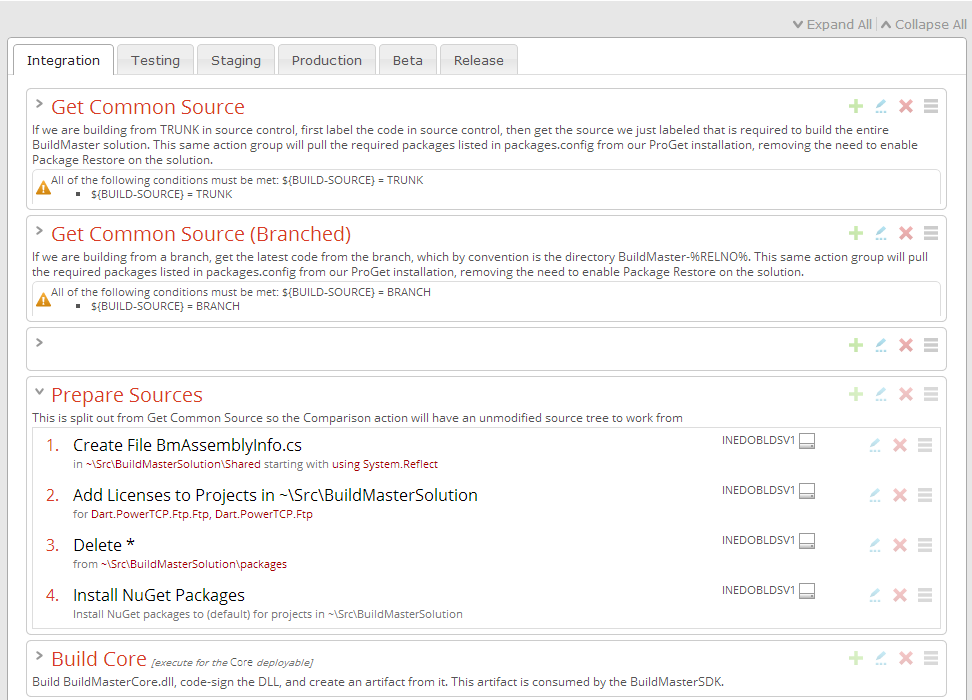 Expand All | Collapse All
Integration Testing Staging Production Beta Release
Get Common Source
If we are building from TRUNK in source control, first label the code in source control, then get the source we just labeled that is required to build the entire
BuildMaster solution. This same action group will pull the required packages listed in packages.config from our ProGet installation, removing the need to enable
Package Restore on the solution.
All of the following conditions must be met: ${BUILD-SOURCE} = TRUNK
▪ ${BUILD-SOURCE} = TRUNK
Get Common Source (Branched)
If we are building from a branch, get the latest code from the branch, which by convention is the directory BuildMaster-%RELNO%. This same action group will pull
the required packages listed in packages.config from our ProGet installation, removing the need to enable Package Restore on the solution.
All of the following conditions must be met: ${BUILD-SOURCE} = BRANCH
▪ ${BUILD-SOURCE} = BRANCH
Prepare Sources
This is split out from Get Common Source so the Comparison action will have an unmodified source tree to work from
1. Create File BmAssemblyInfo.cs INEDOBLDSV1
in ~\Src\BuildMasterSolution\Shared starting with using System.Reflect
2. Add Licenses to Projects in ~\Src\BuildMasterSolution INEDOBLDSV1
for Dart.PowerTCP.Ftp.Ftp, Dart.PowerTCP.Ftp
3. Delete * INEDOBLDSV1
from ~\Src\BuildMasterSolution\packages
4. Install NuGet Packages INEDOBLDSV1
Install NuGet packages to (default) for projects in ~\Src\BuildMasterSolution
Build Core [execute for the Core deployable]
Build BuildMasterCore.dll, code-sign the DLL, and create an artifact from it. This artifact is consumed by the BuildMasterSDK.